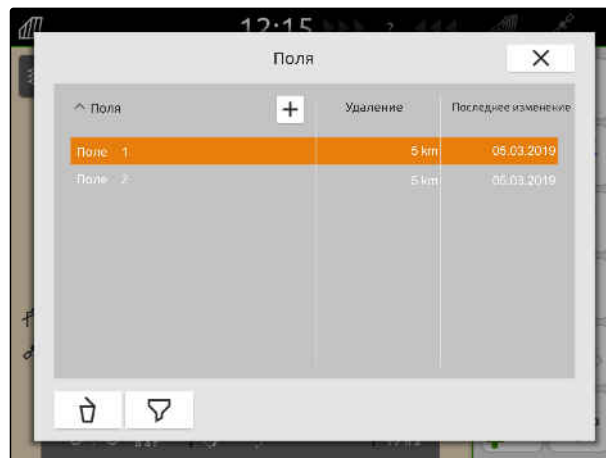 12:15
Поля
Поля
Удаление
Последнее изменение
Поле 1
5 km
05.03.2019
Поле 2
5 km
05.03.2019